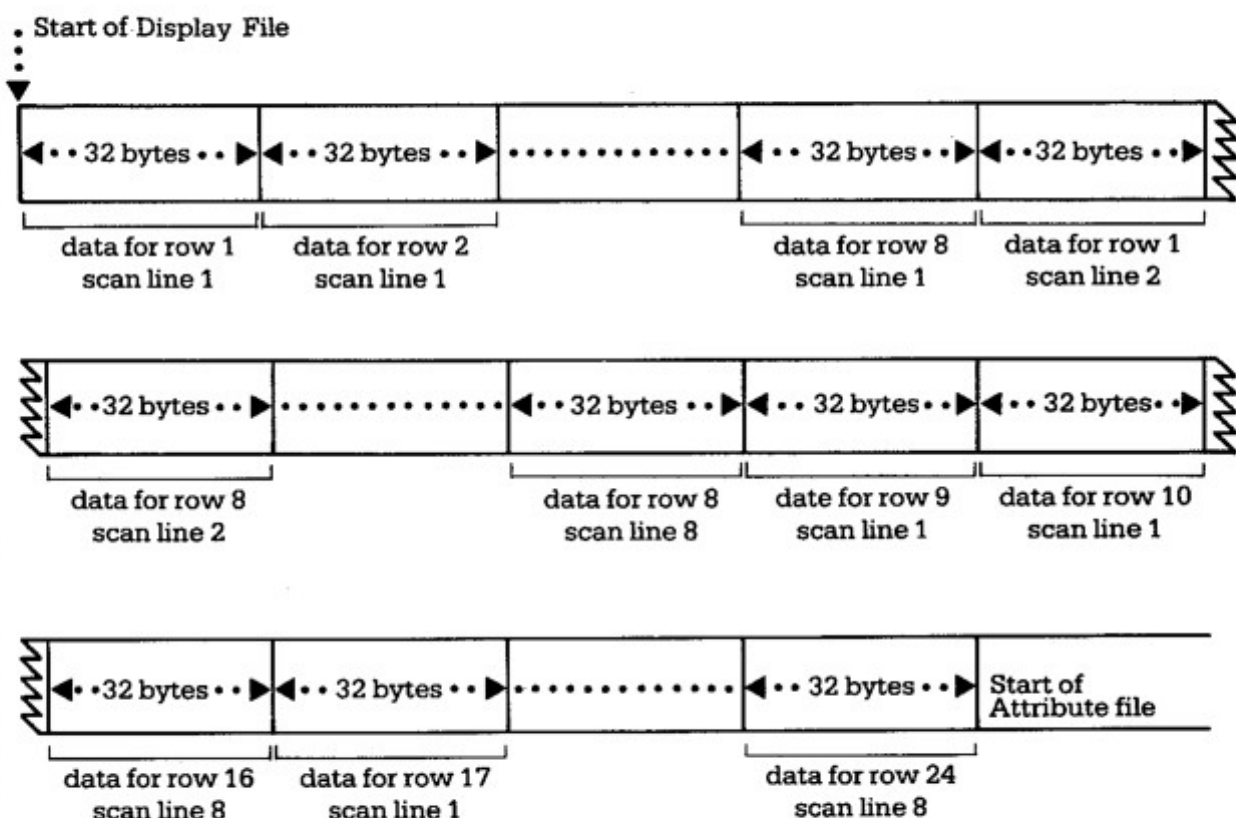 Start of Display File
32 bytes 32 bytes 32 bytes 32 bytes
data for row 1 data for row 2 data for row 8 data for row 1
scan line 1 scan line 1 scan line 1 scan line 2
32 bytes 32 bytes 32 bytes 32 bytes
data for row 8 data for row 8 date for row 9 data for row 10
scan line 2 scan line 8 scan line 1 scan line 1
32 bytes 32 bytes 32 bytes Start of
Attribute file
data for row 16 data for row 17 data for row 24
scan line 8 scan line 1 scan line 8